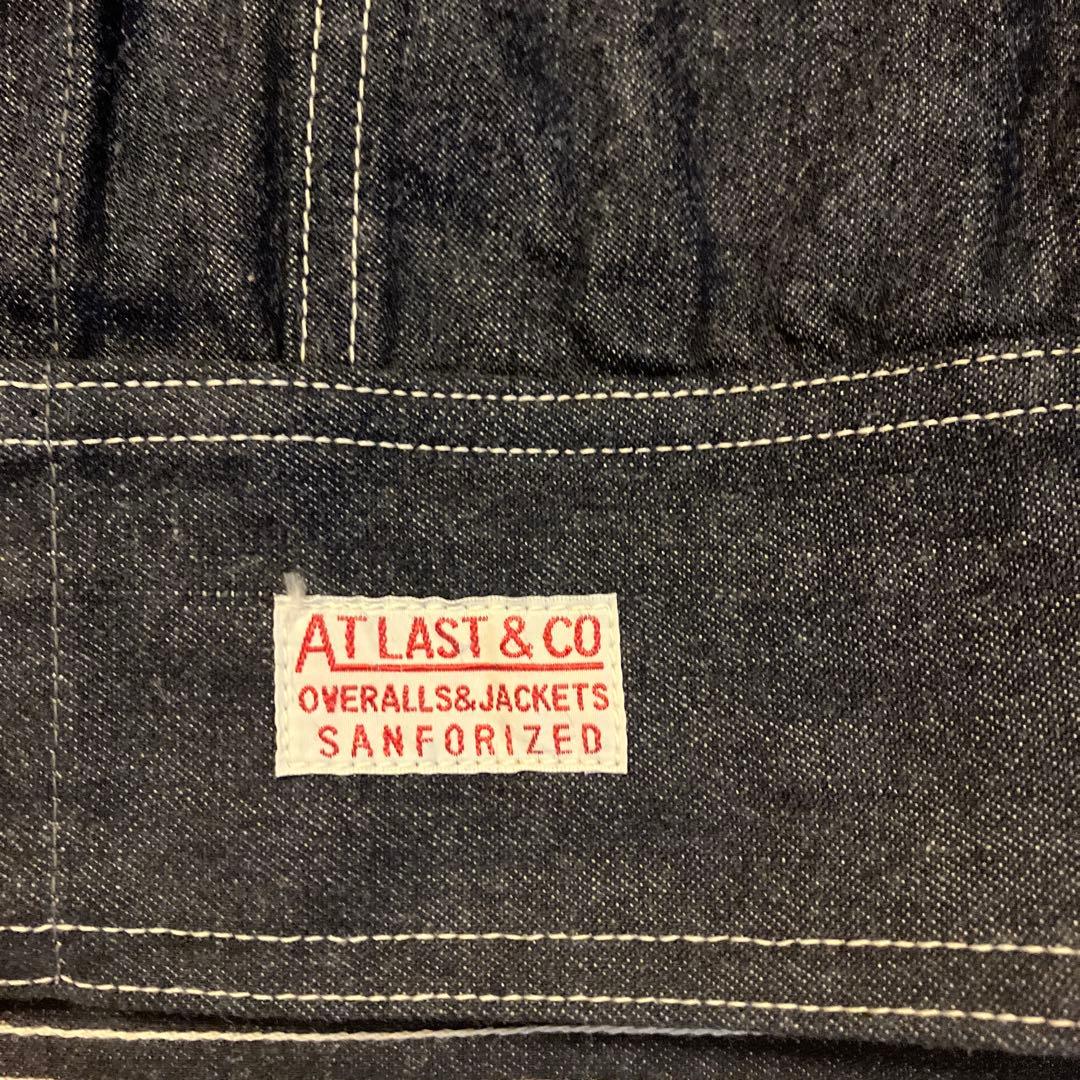 AT LAST & CO
OVERALLS&JACKETS
SANFORIZED